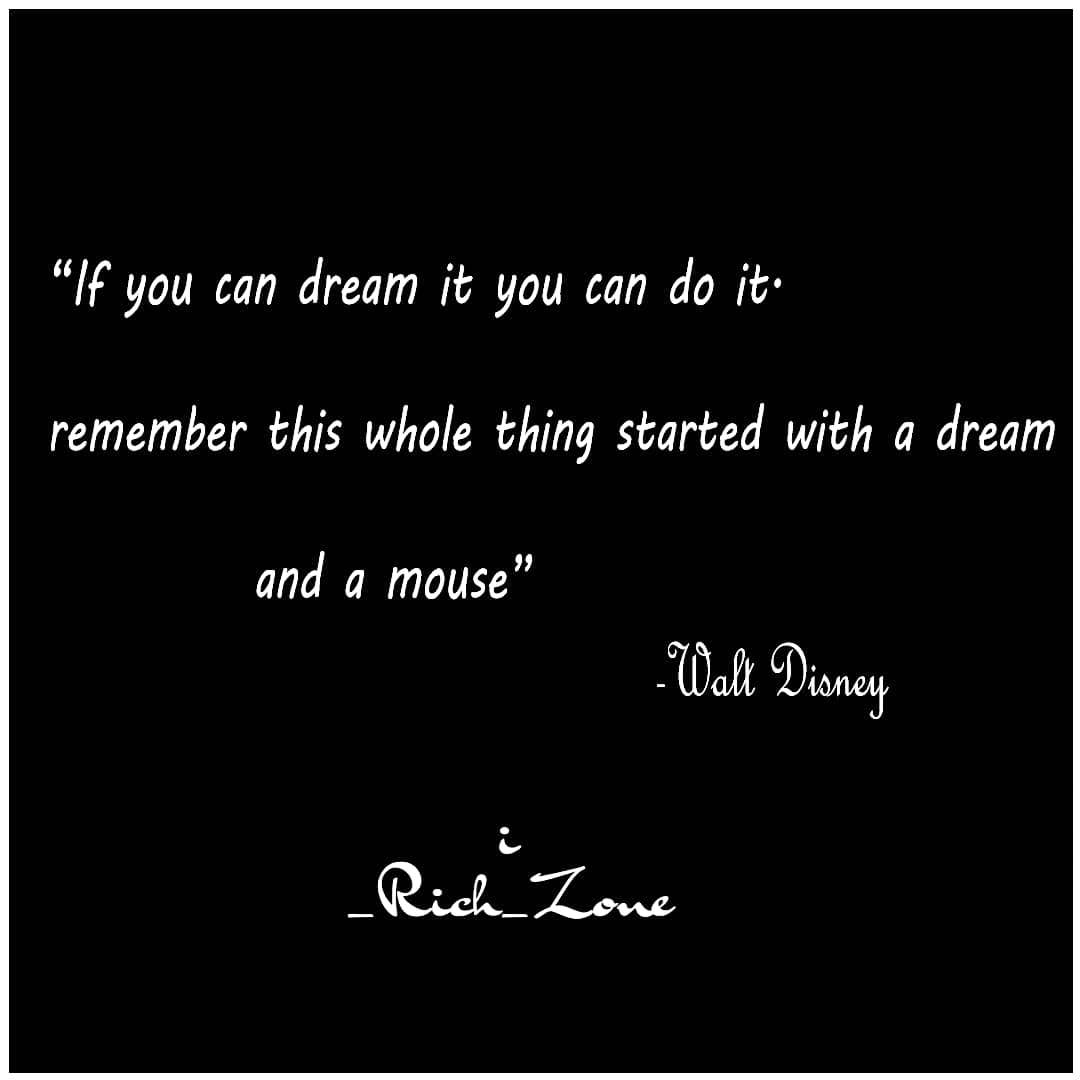 “If you can dream it you can do it.
remember this whole thing started with a dream
and a mouse”
-Walt Disney
i
_Rich_Zone